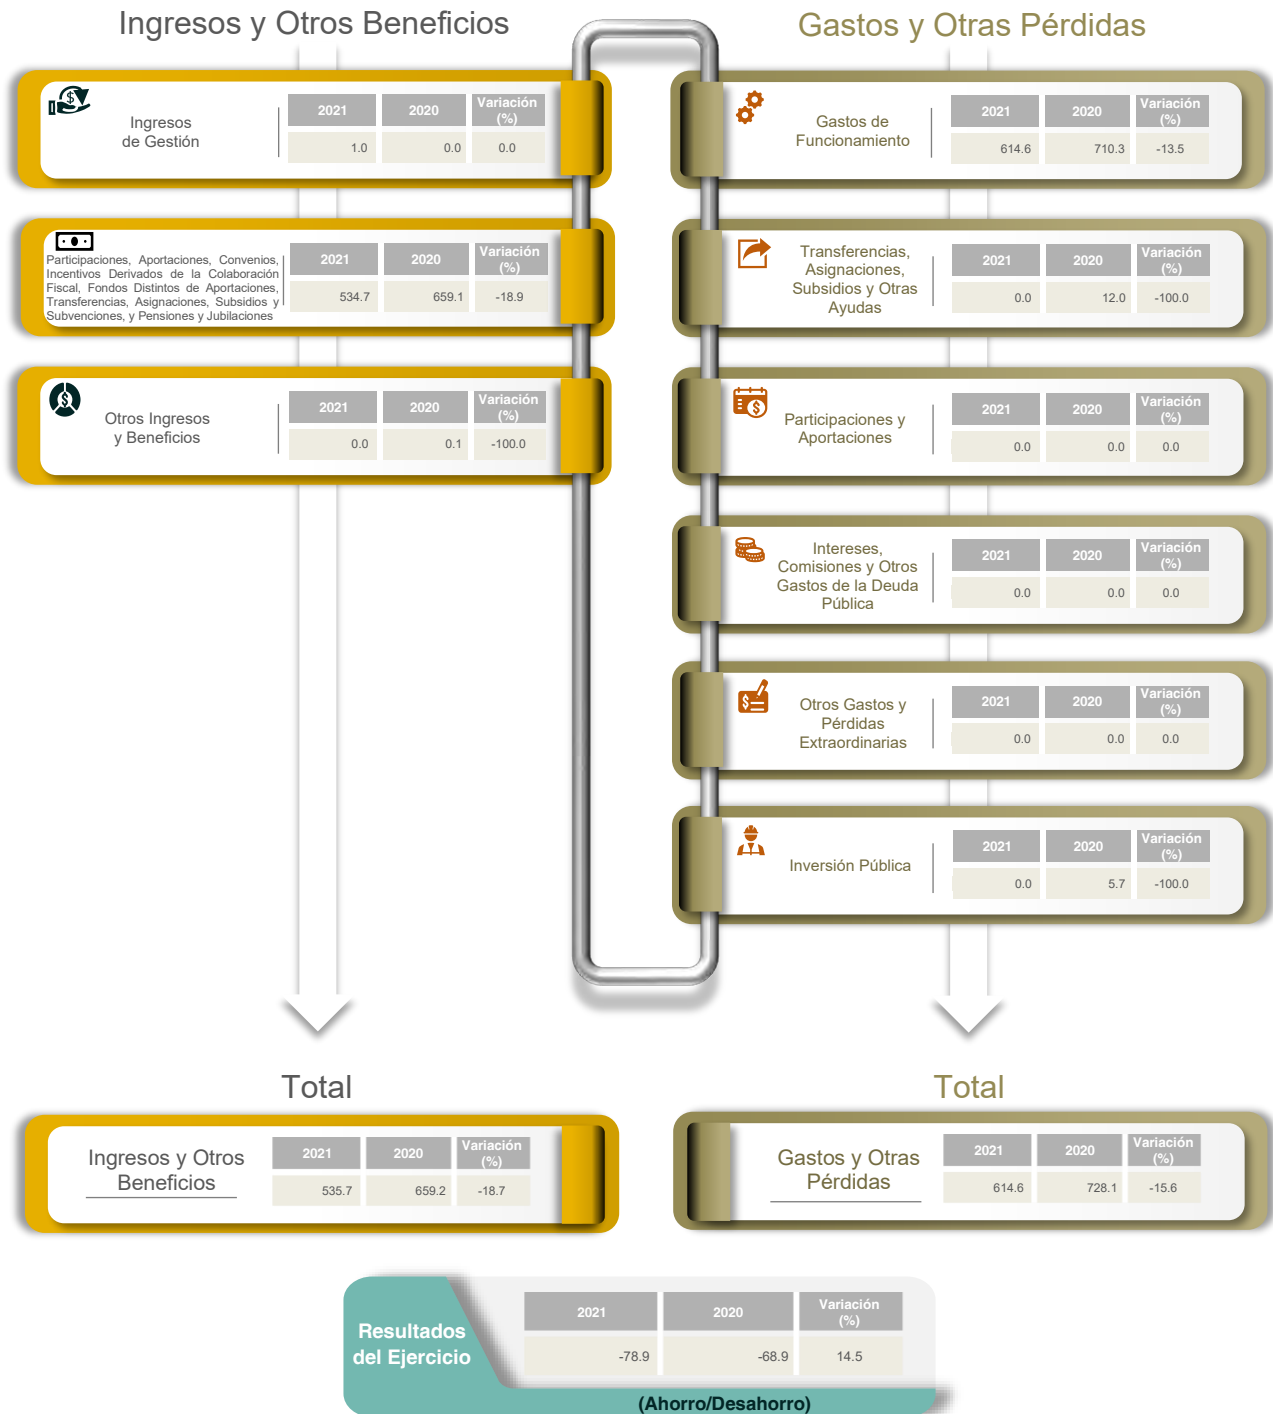 Ingresos y Otros Beneficios
Ingresos
de Gestión
2021 2020 Variación (%)
1.0 0.0 0.0
Participaciones, Aportaciones, Convenios,
Incentivos Derivados de la Colaboración
Fiscal, Fondos Distintos de Aportaciones,
Transferencias, Asignaciones, Subsidios y
Subvenciones, y Pensiones y Jubilaciones
2021 2020 Variación (%)
534.7 659.1 -18.9
Otros Ingresos
y Beneficios
2021 2020 Variación (%)
0.0 0.1 -100.0
Total
Ingresos y Otros
Beneficios
2021 2020 Variación (%)
535.7 659.2 -18.7
Gastos y Otras Pérdidas
Gastos de
Funcionamiento
2021 2020 Variación (%)
614.6 710.3 -13.5
Transferencias,
Asignaciones,
Subsidios y Otras
Ayudas
2021 2020 Variación (%)
0.0 12.0 -100.0
Participaciones y
Aportaciones
2021 2020 Variación (%)
0.0 0.0 0.0
Intereses,
Comisiones y Otros
Gastos de la Deuda
Pública
2021 2020 Variación (%)
0.0 0.0 0.0
Otros Gastos y
Pérdidas
Extraordinarias
2021 2020 Variación (%)
0.0 0.0 0.0
Inversión Pública
2021 2020 Variación (%)
0.0 5.7 -100.0
Total
Gastos y Otras
Pérdidas
2021 2020 Variación (%)
614.6 728.1 -15.6
Resultados
del Ejercicio
2021 2020 Variación (%)
-78.9 -68.9 14.5
(Ahorro/Desahorro)